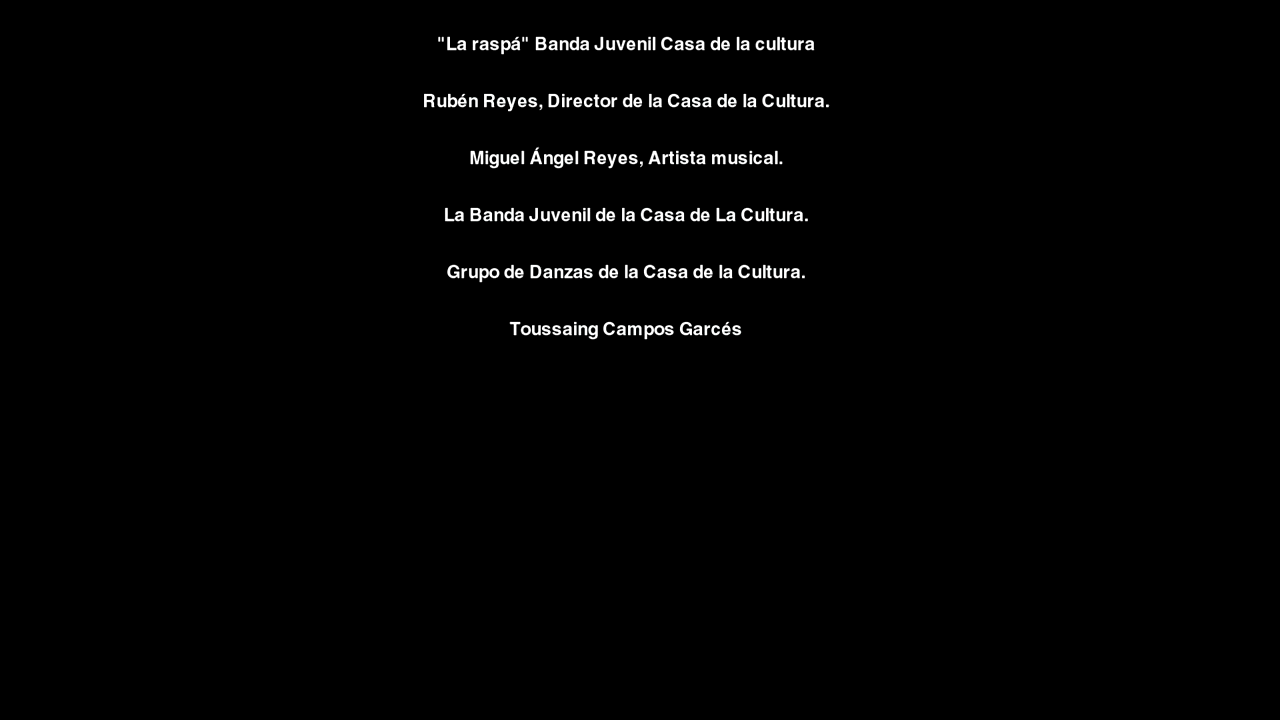 "La raspá" Banda Juvenil Casa de la cultura
Rubén Reyes, Director de la Casa de la Cultura.
Miguel Ángel Reyes, Artista musical.
La Banda Juvenil de la Casa de La Cultura.
Grupo de Danzas de la Casa de la Cultura.
Toussaing Campos Garcés